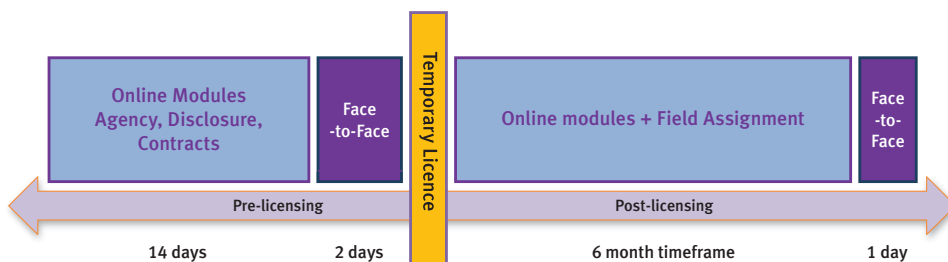 Online Modules
Agency, Disclosure,
Contracts
Face
-to-Face
Temporary Licence
Online modules + Field Assignment
Face
-to-
Face
Pre-licensing
Post-licensing
14 days
2 days
6 month timeframe
1 day